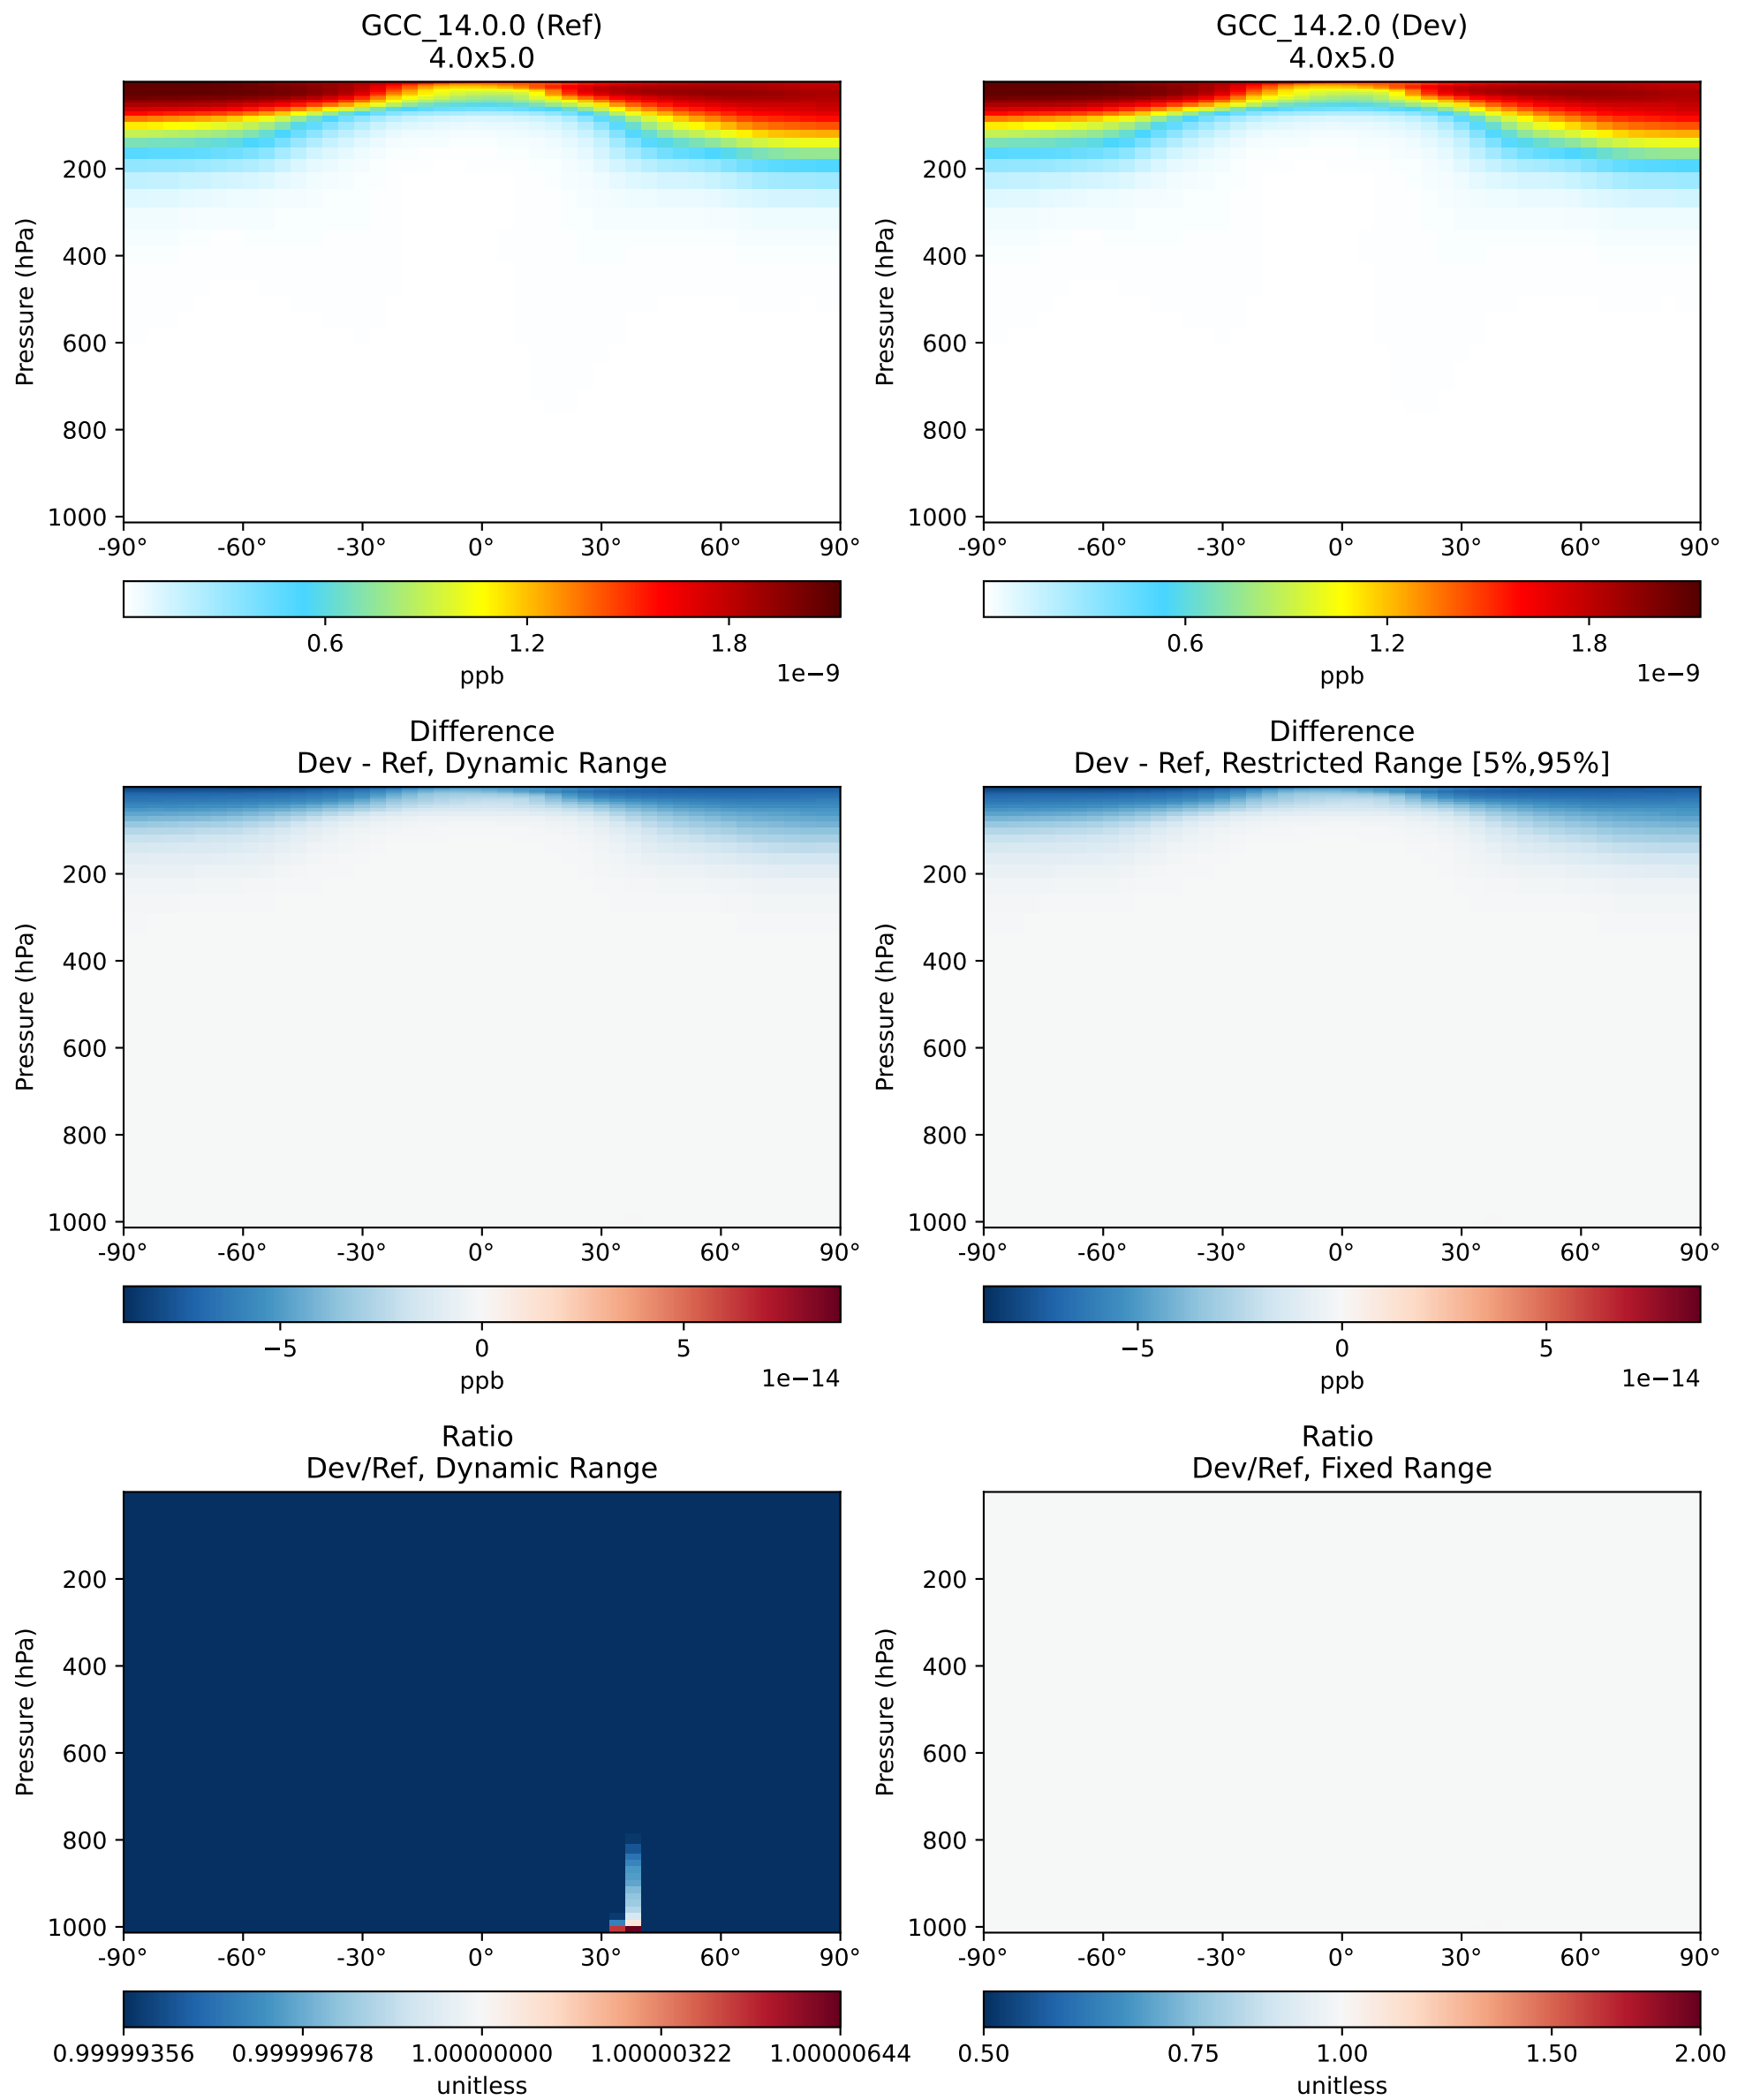 GCC_14.0.0 (Ref)
4.0x5.0
Pressure (hPa)
200
400
600
800
1000
-90° -60° -30° 0° 30° 60° 90°
0.6 1.2 1.8
ppb 1e−9
GCC_14.2.0 (Dev)
4.0x5.0
Pressure (hPa)
200
400
600
800
1000
-90° -60° -30° 0° 30° 60° 90°
0.6 1.2 1.8
ppb 1e−9
Difference
Dev - Ref, Dynamic Range
Pressure (hPa)
200
400
600
800
1000
-90° -60° -30° 0° 30° 60° 90°
−5 0 5
ppb 1e−14
Difference
Dev - Ref, Restricted Range [5%,95%]
Pressure (hPa)
200
400
600
800
1000
-90° -60° -30° 0° 30° 60° 90°
−5 0 5
ppb 1e−14
Ratio
Dev/Ref, Dynamic Range
Pressure (hPa)
200
400
600
800
1000
-90° -60° -30° 0° 30° 60° 90°
0.99999356 0.99999678 1.00000000 1.00000322 1.00000644
unitless
Ratio
Dev/Ref, Fixed Range
Pressure (hPa)
200
400
600
800
1000
-90° -60° -30° 0° 30° 60° 90°
0.50 0.75 1.00 1.50 2.00
unitless